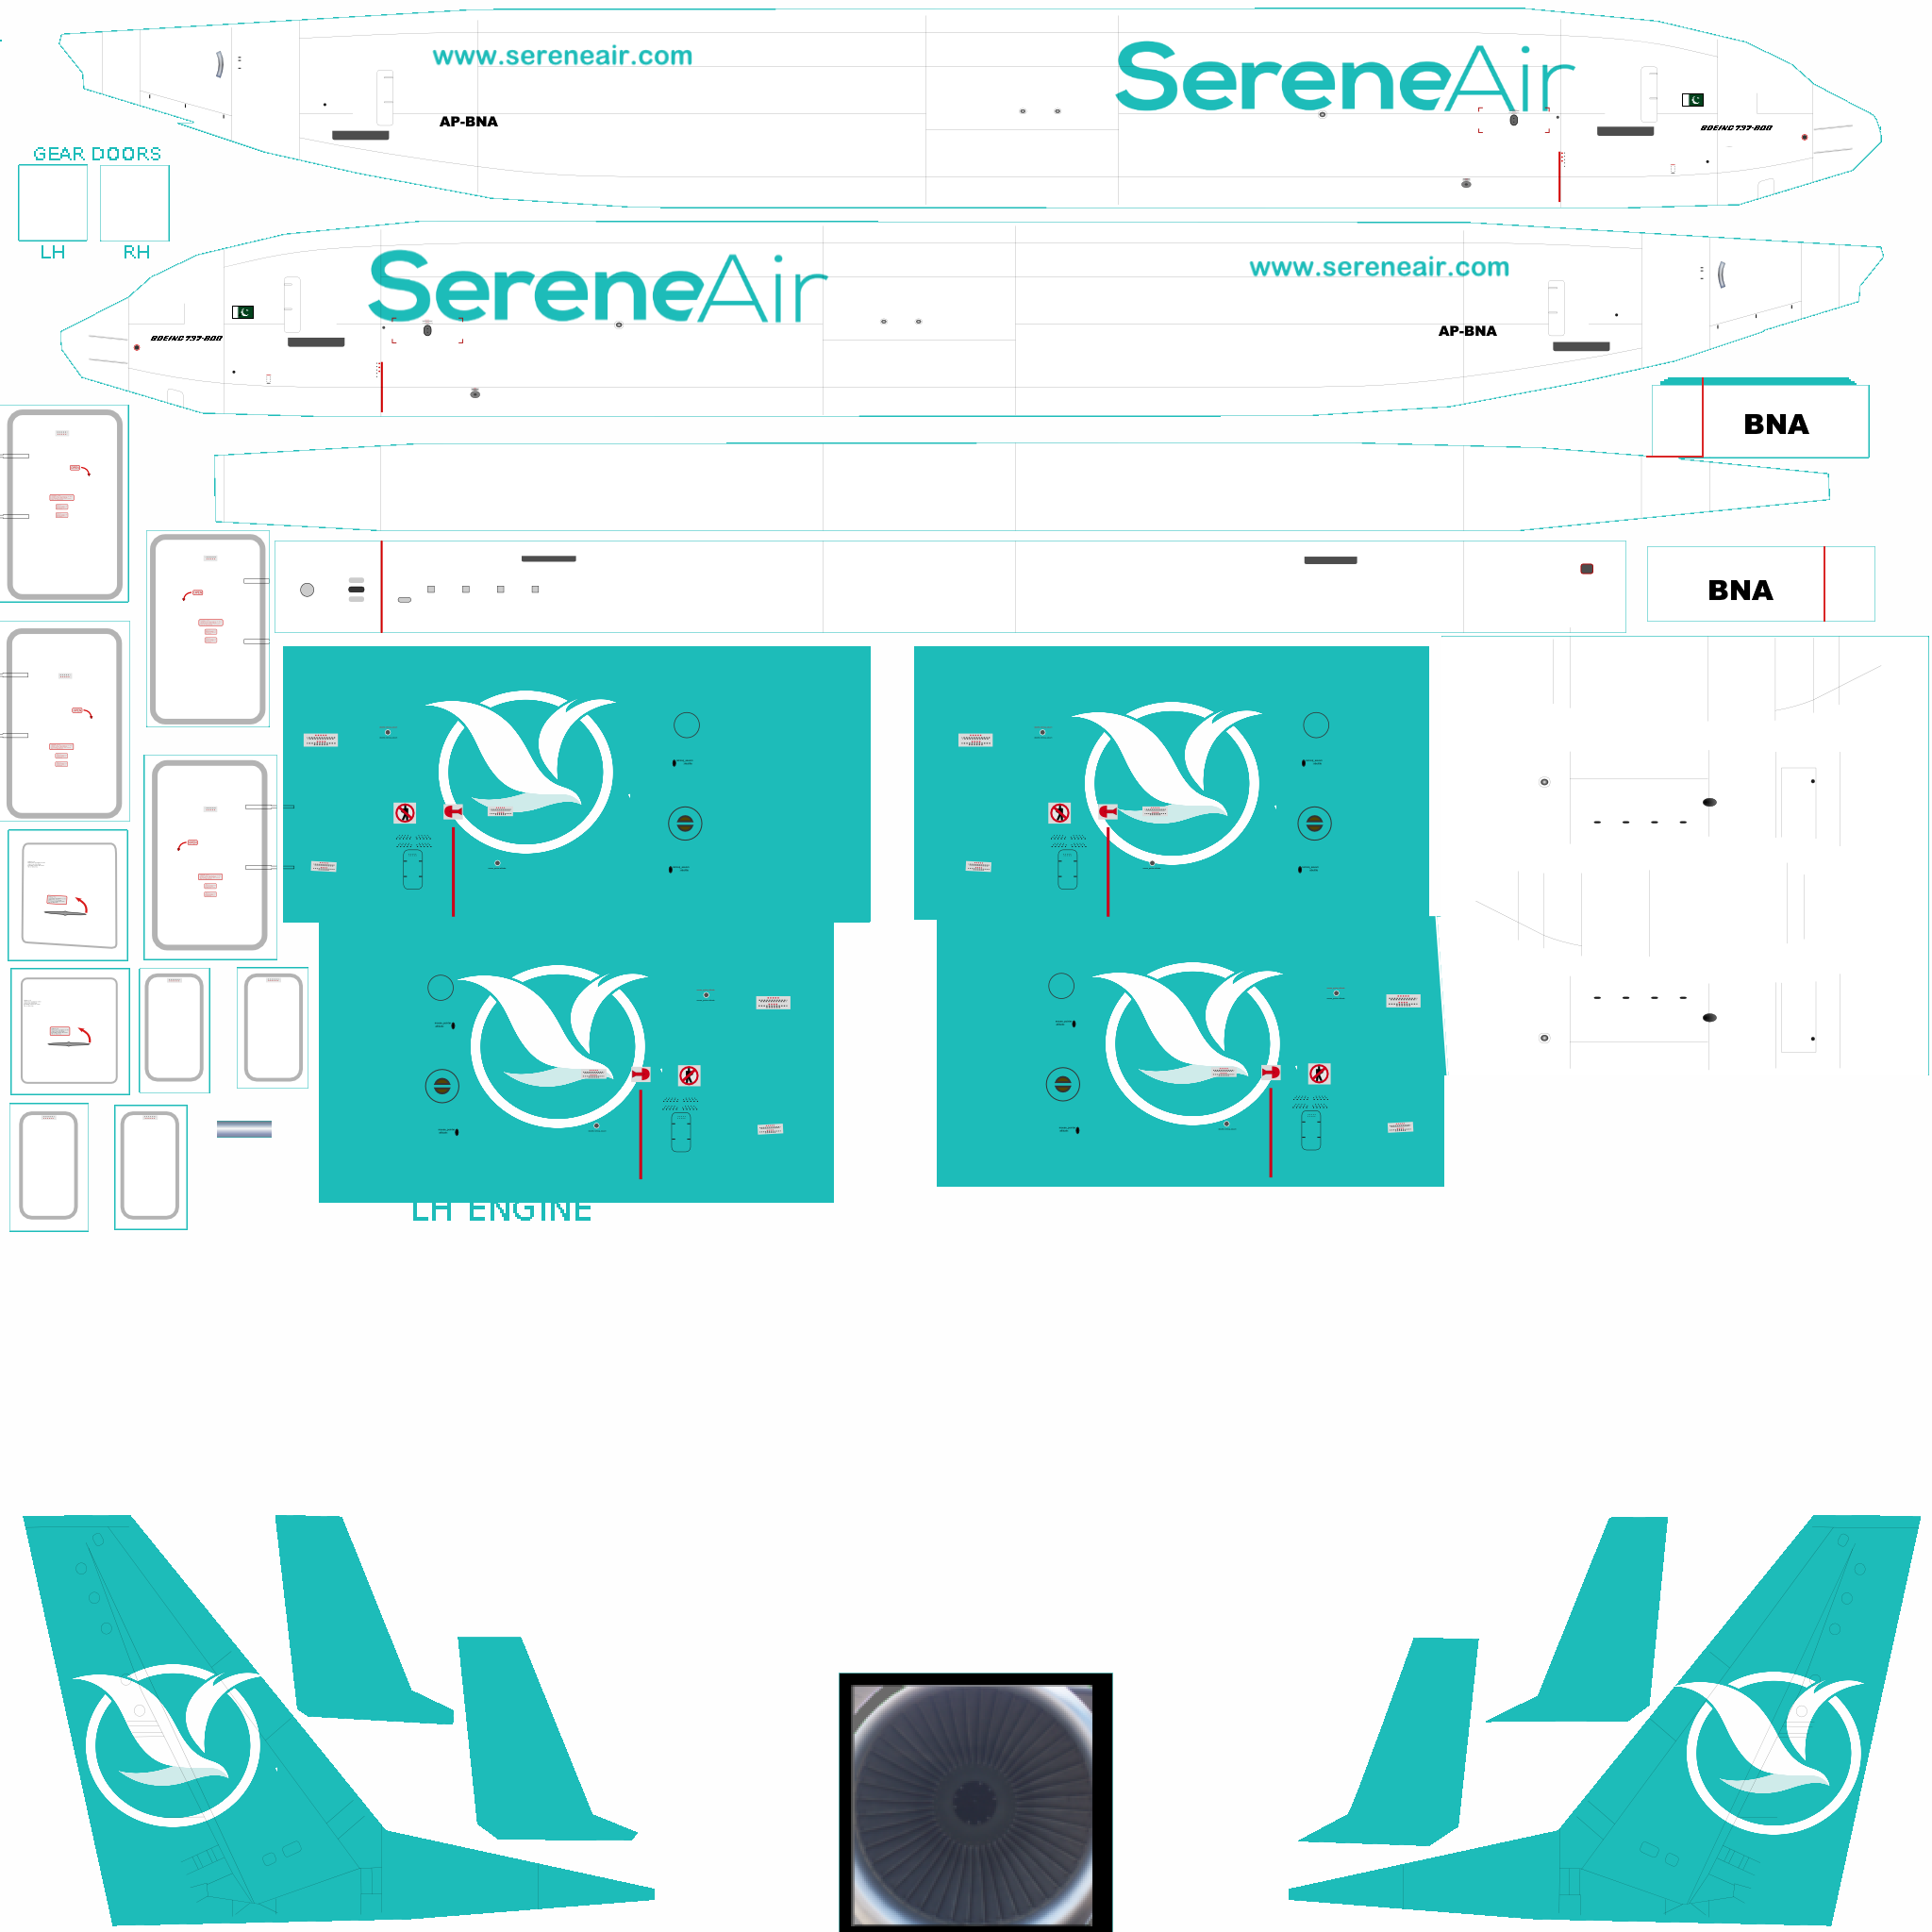 www.sereneair.com
SereneAir
AP-BNA
BOEING 737-800
GEAR DOORS
LH
RH
SereneAir
www.sereneair.com
BOEING 737-800
AP-BNA
BNA
BNA
LH ENGINE